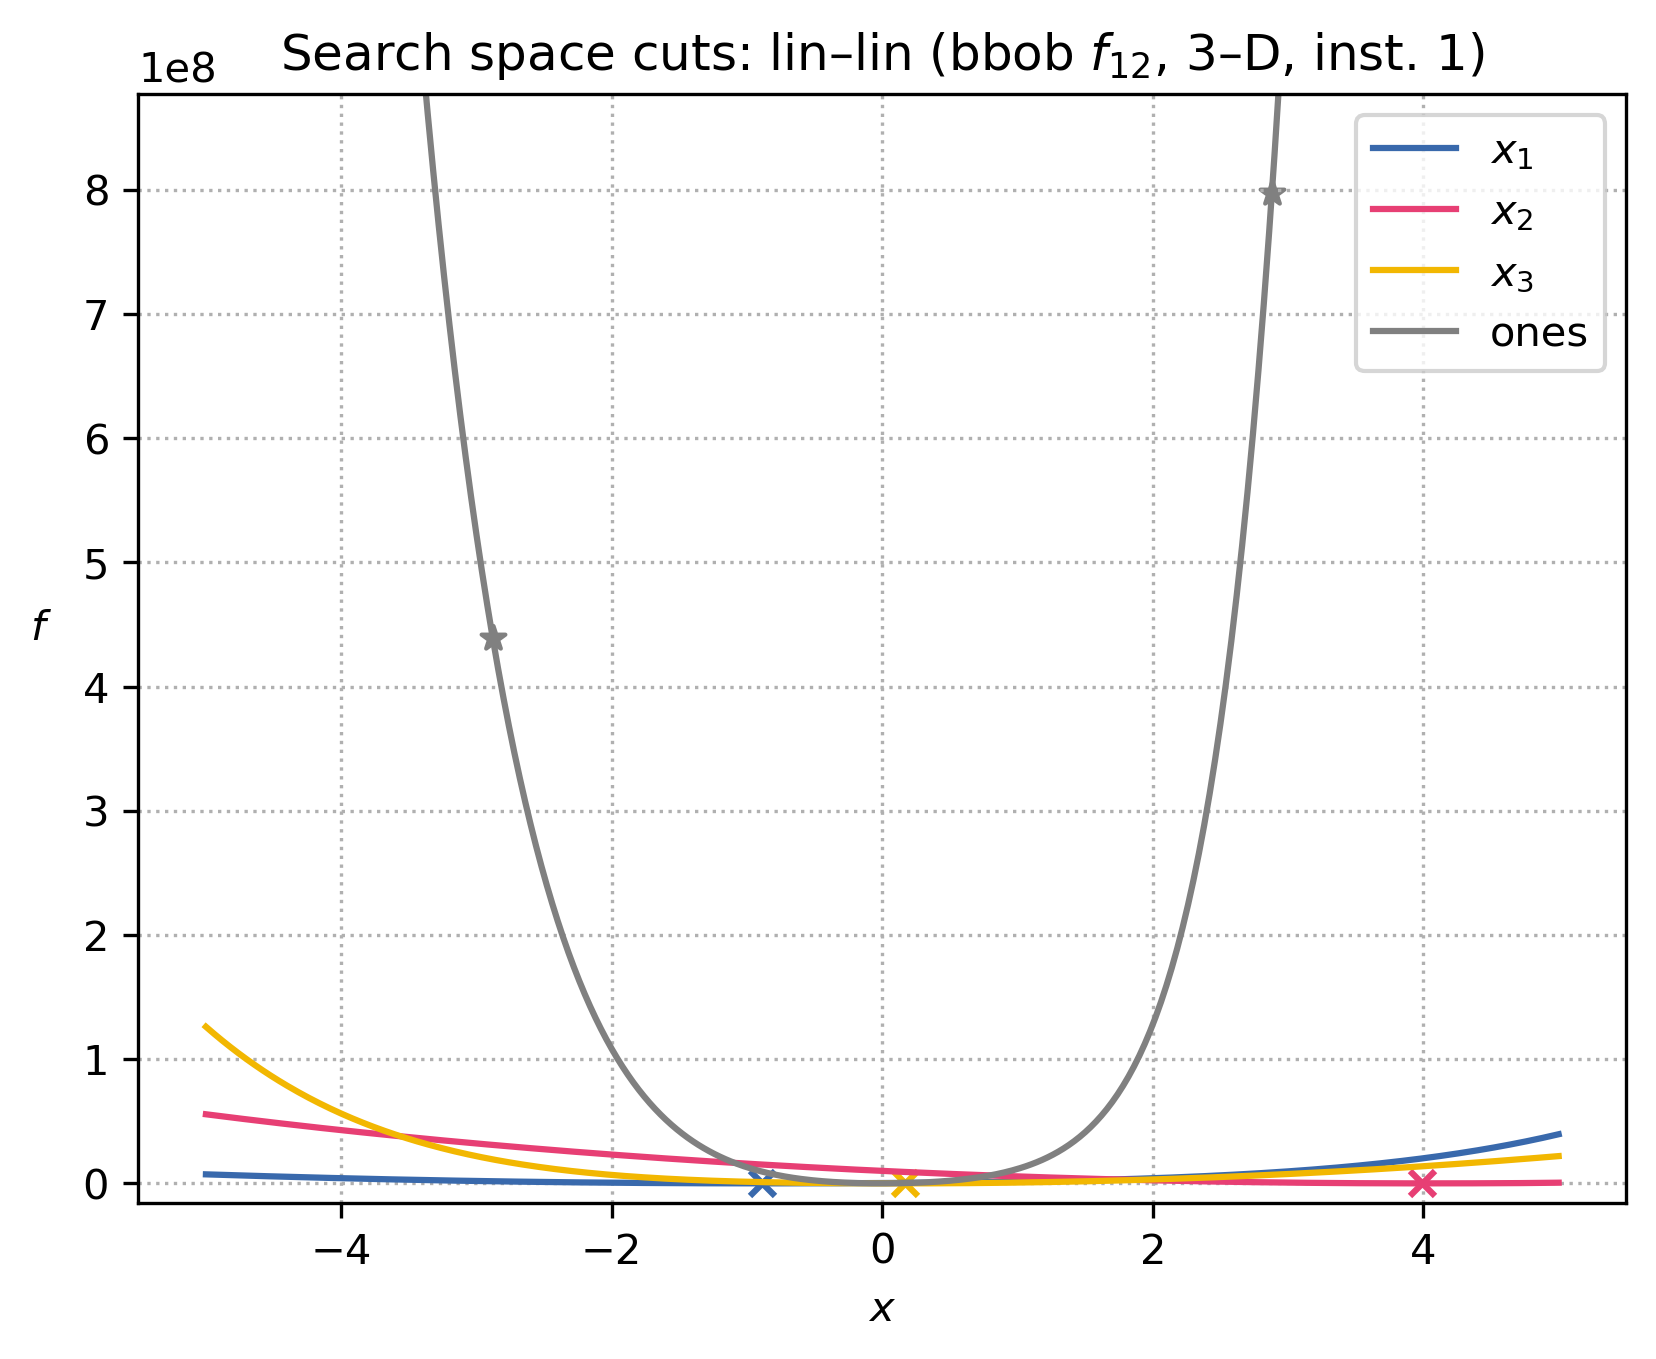 Search space cuts: lin–lin (bbob f₁₂, 3–D, inst. 1)
1e8
x₁
x₂
x₃
ones
8
7
6
5
4
3
2
1
0
f
−4
−2
0
2
4
x